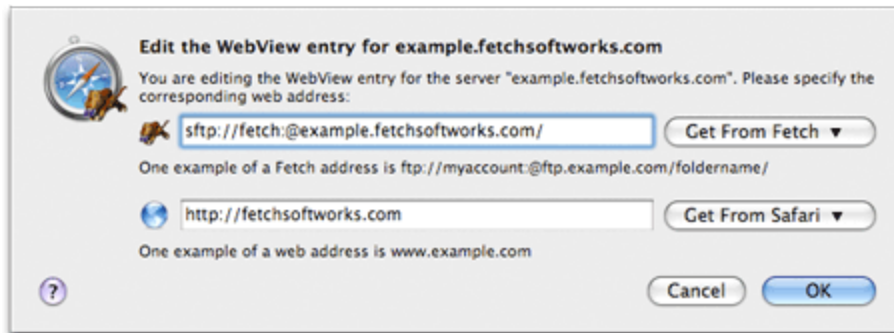 Edit the WebView entry for example.fetchsoftworks.com
You are editing the WebView entry for the server "example.fetchsoftworks.com". Please specify the
corresponding web address:
sftp://fetch:@example.fetchsoftworks.com/
Get From Fetch ▼
One example of a Fetch address is ftp://myaccount:@ftp.example.com/foldername/
http://fetchsoftworks.com
Get From Safari ▼
One example of a web address is www.example.com
?
Cancel
OK